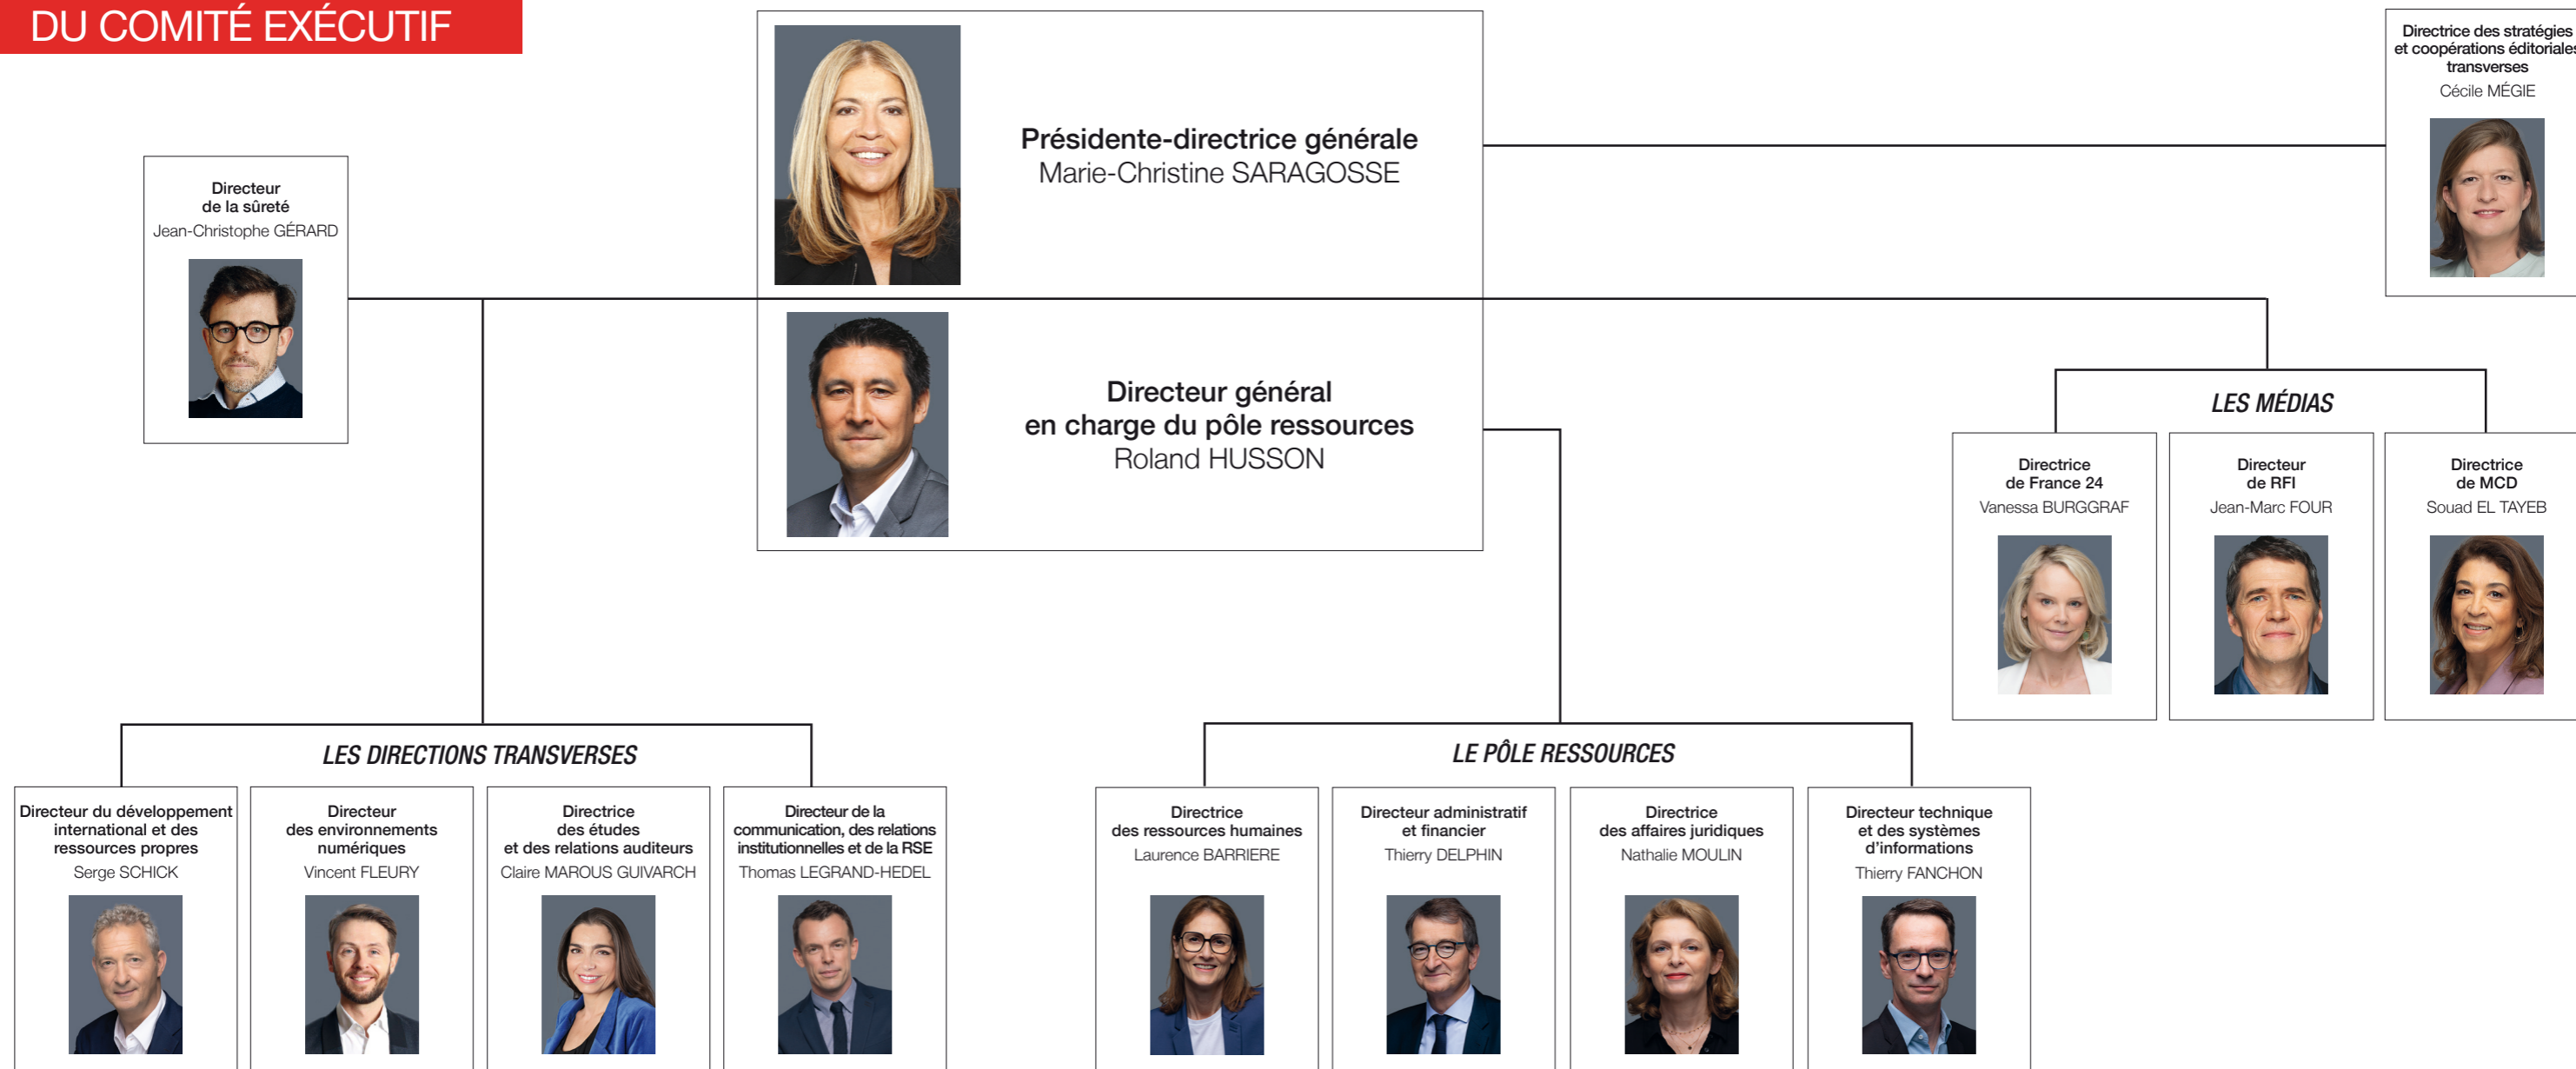 DU COMITÉ EXÉCUTIF
Présidente-directrice générale
Marie-Christine SARAGOSSE
Directrice des stratégies
et coopérations éditoriales
transverses
Cécile MÉGIE
Directeur
de la sûreté
Jean-Christophe GÉRARD
Directeur général
en charge du pôle ressources
Roland HUSSON
LES MÉDIAS
Directrice
de France 24
Vanessa BURGGRAF
Directeur
de RFI
Jean-Marc FOUR
Directrice
de MCD
Souad EL TAYEB
LES DIRECTIONS TRANSVERSES
Directeur du développement
international et des
ressources propres
Serge SCHICK
Directeur
des environnements
numériques
Vincent FLEURY
Directrice
des études
et des relations auditeurs
Claire MAROUS GUIVARCH
Directeur de la
communication, des relations
institutionnelles et de la RSE
Thomas LEGRAND-HEDEL
LE PÔLE RESSOURCES
Directrice
des ressources humaines
Laurence BARRIERE
Directeur administratif
et financier
Thierry DELPHIN
Directrice
des affaires juridiques
Nathalie MOULIN
Directeur technique
et des systèmes
d'informations
Thierry FANCHON